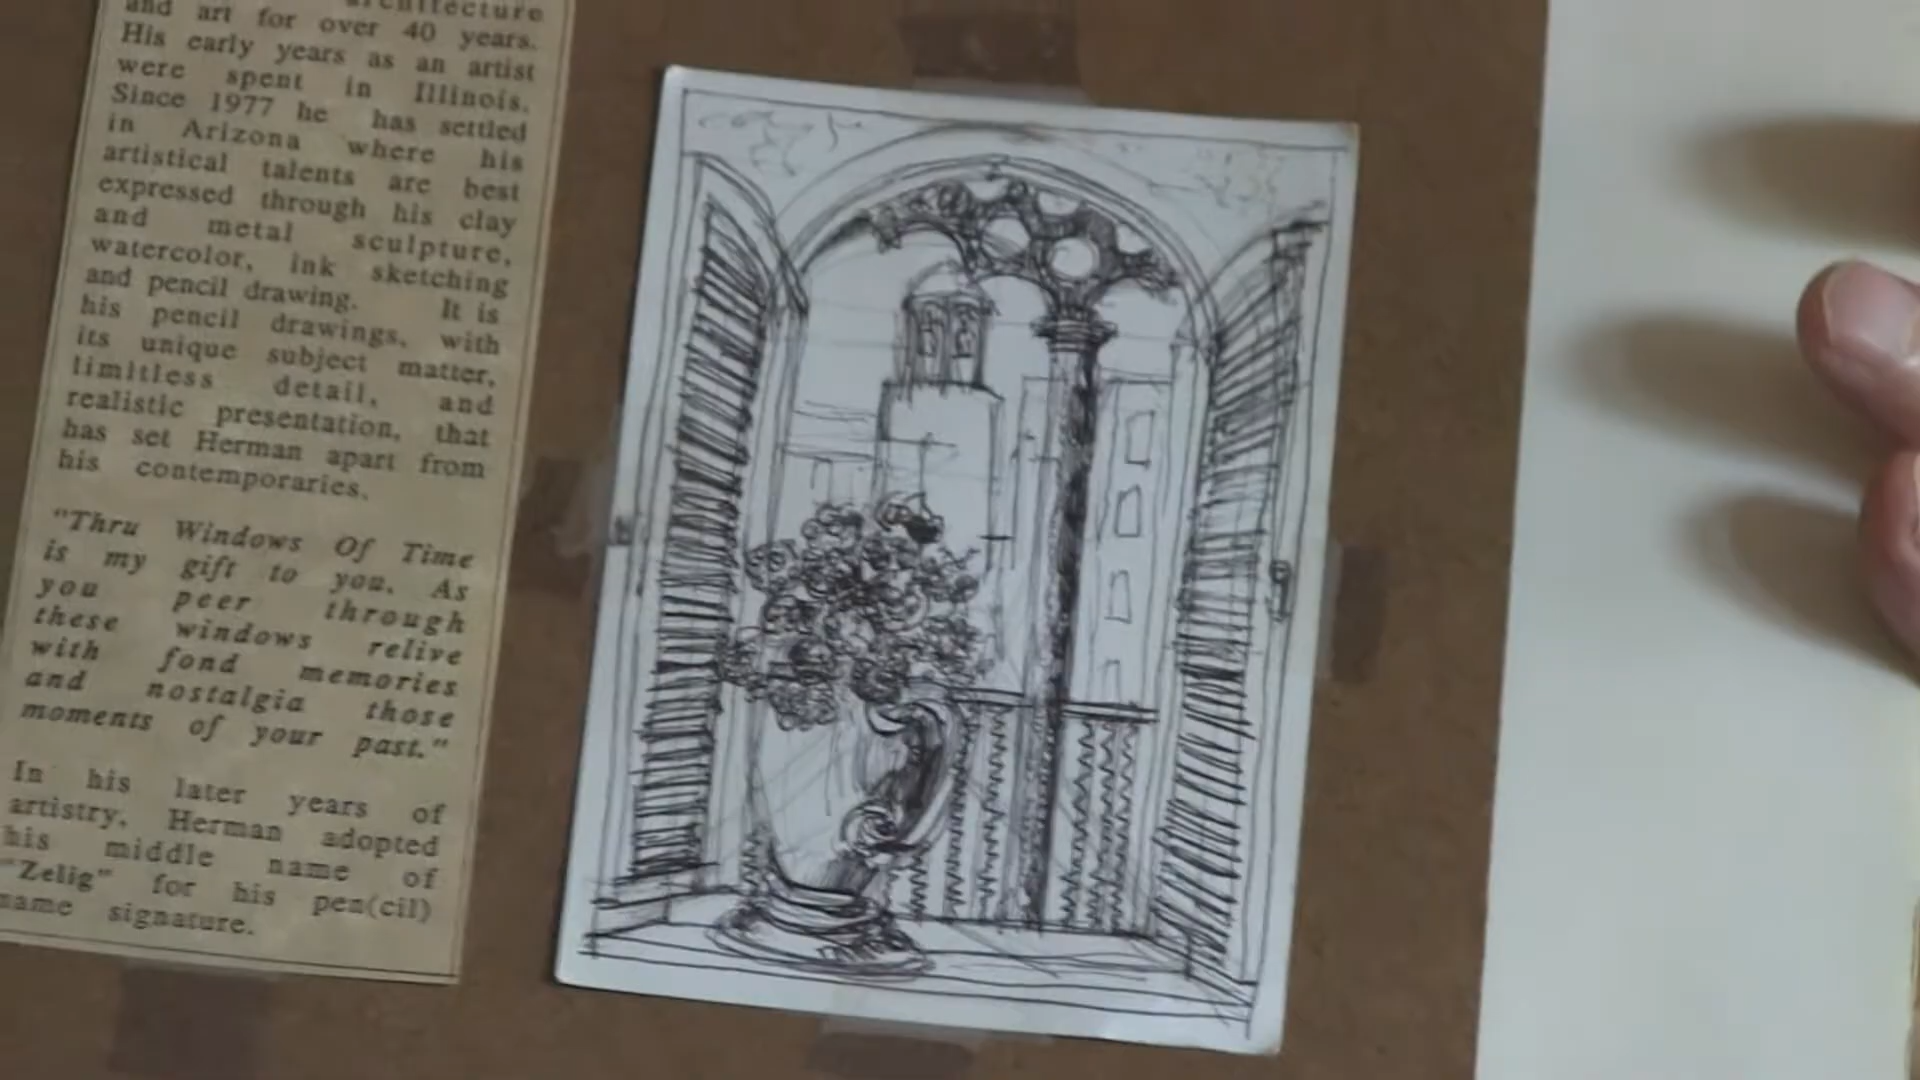 architecture
and art for over 40 years.
His early years as an artist
were spent in Illinois.
Since 1977 he has settled
in Arizona where his
artistical talents are best
expressed through his clay
and metal sculpture,
watercolor, ink sketching
and pencil drawing. It is
his pencil drawings, with
its unique subject matter,
limitless detail, and
realistic presentation, that
has set Herman apart from
his contemporaries.
"Thru Windows Of Time
is my gift to you. As
you peer through
these windows relive
with fond memories
and nostalgia those
moments of your past."
In his later years of
artistry, Herman adopted
his middle name of
"Zelig" for his pen(cil)
name signature.